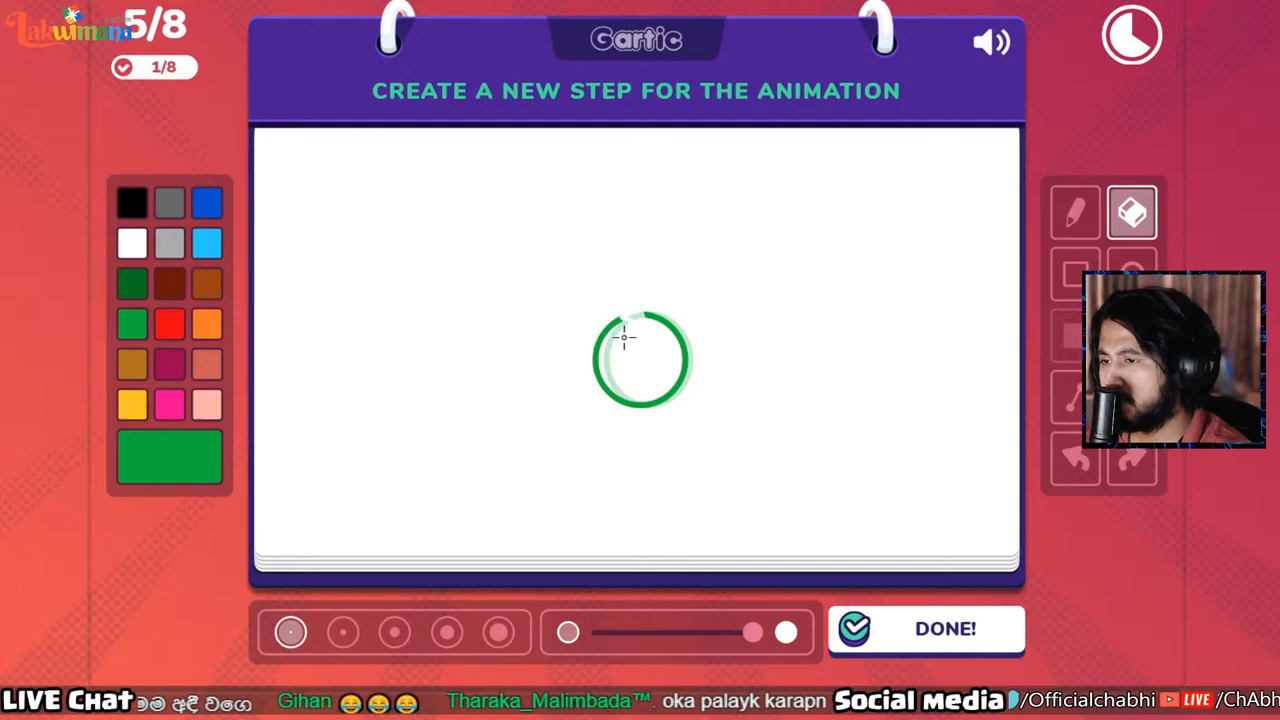 Lakwimana
5/8
1/8
Gartic
CREATE A NEW STEP FOR THE ANIMATION
DONE!
LIVE Chat මම අඳී වගෙ Gihan 😂😂😂 Tharaka_Malimbada™. oka palayk karapn Social media /Officialchabhi LIVE /ChAbh